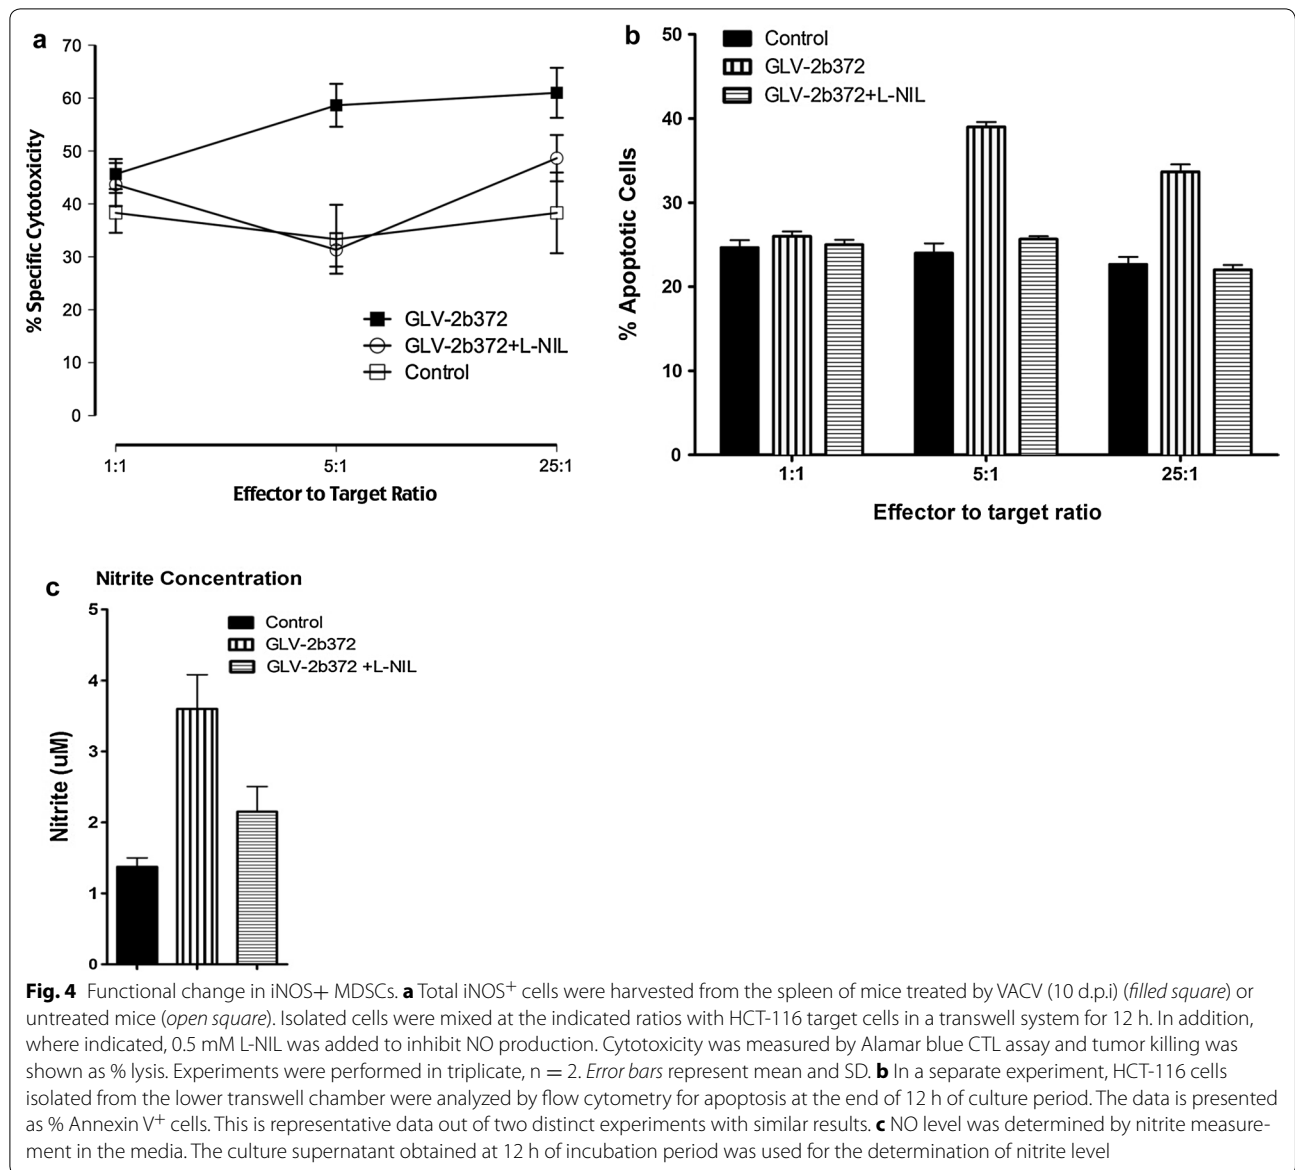 a
70
60
50
40
30
20
10
0
% Specific Cytotoxicity
GLV-2b372
GLV-2b372+L-NIL
Control
1:1
5:1
25:1
Effector to Target Ratio
b
50
40
30
20
10
0
% Apoptotic Cells
Control
GLV-2b372
GLV-2b372+L-NIL
1:1
5:1
25:1
Effector to target ratio
c
Nitrite Concentration
5
4
3
2
1
0
Nitrite (uM)
Control
GLV-2b372
GLV-2b372 +L-NIL
Fig. 4 Functional change in iNOS+ MDSCs. a Total iNOS⁺ cells were harvested from the spleen of mice treated by VACV (10 d.p.i) (filled square) or
untreated mice (open square). Isolated cells were mixed at the indicated ratios with HCT-116 target cells in a transwell system for 12 h. In addition,
where indicated, 0.5 mM L-NIL was added to inhibit NO production. Cytotoxicity was measured by Alamar blue CTL assay and tumor killing was
shown as % lysis. Experiments were performed in triplicate, n = 2. Error bars represent mean and SD. b In a separate experiment, HCT-116 cells
isolated from the lower transwell chamber were analyzed by flow cytometry for apoptosis at the end of 12 h of culture period. The data is presented
as % Annexin V⁺ cells. This is representative data out of two distinct experiments with similar results. c NO level was determined by nitrite measure-
ment in the media. The culture supernatant obtained at 12 h of incubation period was used for the determination of nitrite level